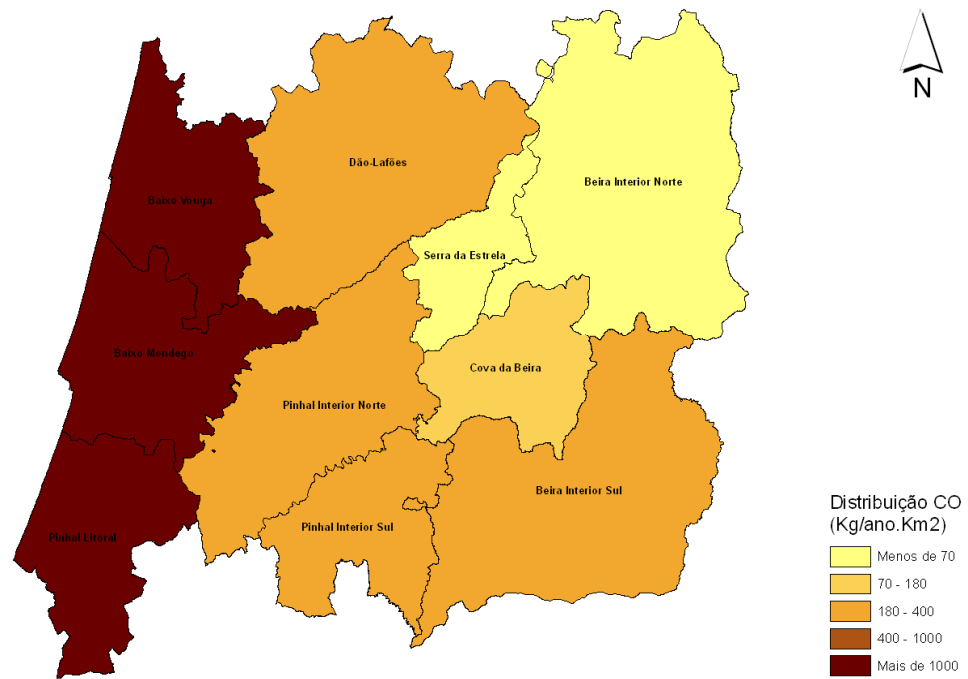 N
Dão-Lafões
Beira Interior Norte
Baixo Vouga
Serra da Estrela
Baixo Mondego
Cova da Beira
Pinhal Interior Norte
Beira Interior Sul
Pinhal Interior Sul
Pinhal Litoral
Distribuição CO
(Kg/ano.Km2)
Menos de 70
70 - 180
180 - 400
400 - 1000
Mais de 1000